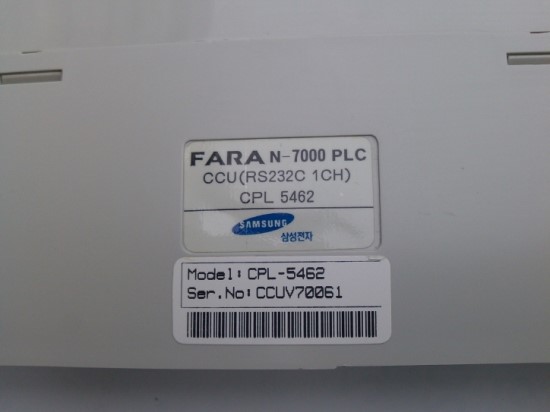 FARA N-7000 PLC
CCU(RS232C 1CH)
CPL 5462
SAMSUNG
삼성전자
Model: CPL-5462
Ser.No: CCUV70061